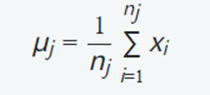 μj = 1/nj ∑_{i=1}^{nj} xi